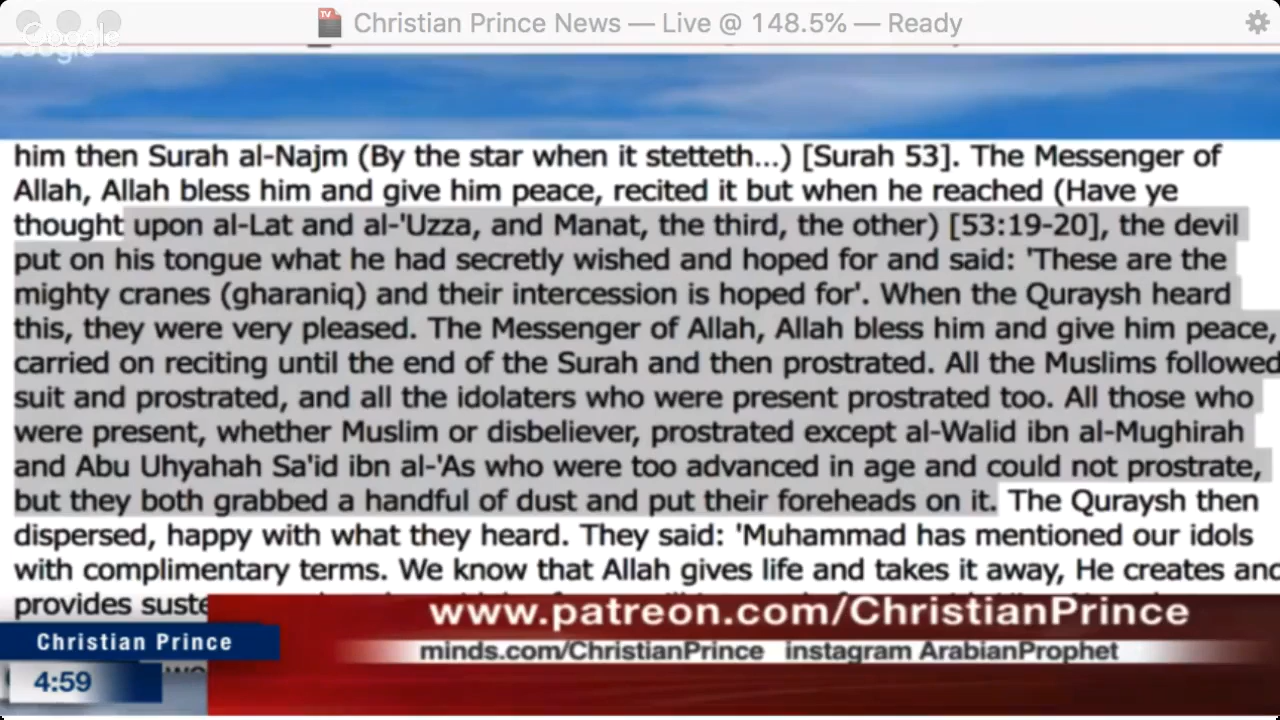 Christian Prince News — Live @ 148.5% — Ready
Google
him then Surah al-Najm (By the star when it stetteth...) [Surah 53]. The Messenger of
Allah, Allah bless him and give him peace, recited it but when he reached (Have ye
thought upon al-Lat and al-'Uzza, and Manat, the third, the other) [53:19-20], the devil
put on his tongue what he had secretly wished and hoped for and said: 'These are the
mighty cranes (gharaniq) and their intercession is hoped for'. When the Quraysh heard
this, they were very pleased. The Messenger of Allah, Allah bless him and give him peace,
carried on reciting until the end of the Surah and then prostrated. All the Muslims followed
suit and prostrated, and all the idolaters who were present prostrated too. All those who
were present, whether Muslim or disbeliever, prostrated except al-Walid ibn al-Mughirah
and Abu Uhyahah Sa'id ibn al-'As who were too advanced in age and could not prostrate,
but they both grabbed a handful of dust and put their foreheads on it. The Quraysh then
dispersed, happy with what they heard. They said: 'Muhammad has mentioned our idols
with complimentary terms. We know that Allah gives life and takes it away, He creates and
provides
www.patreon.com/ChristianPrince
Christian Prince
minds.com/ChristianPrince instagram ArabianProphet
4:59